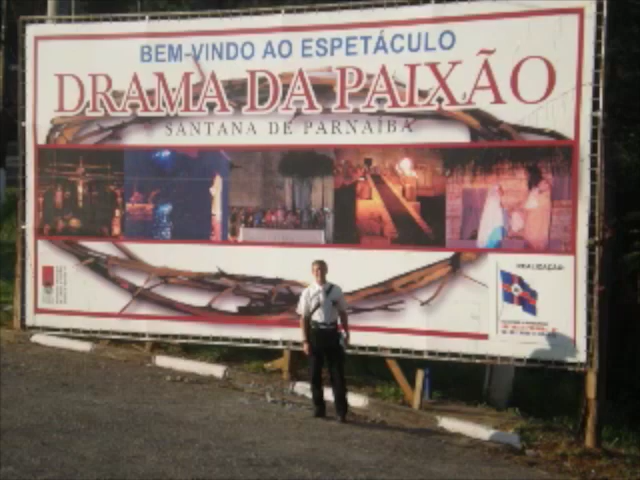 BEM-VINDO AO ESPETÁCULO
DRAMA DA PAIXÃO
SANTANA DE PARNAÍBA
REALIZAÇÃO: